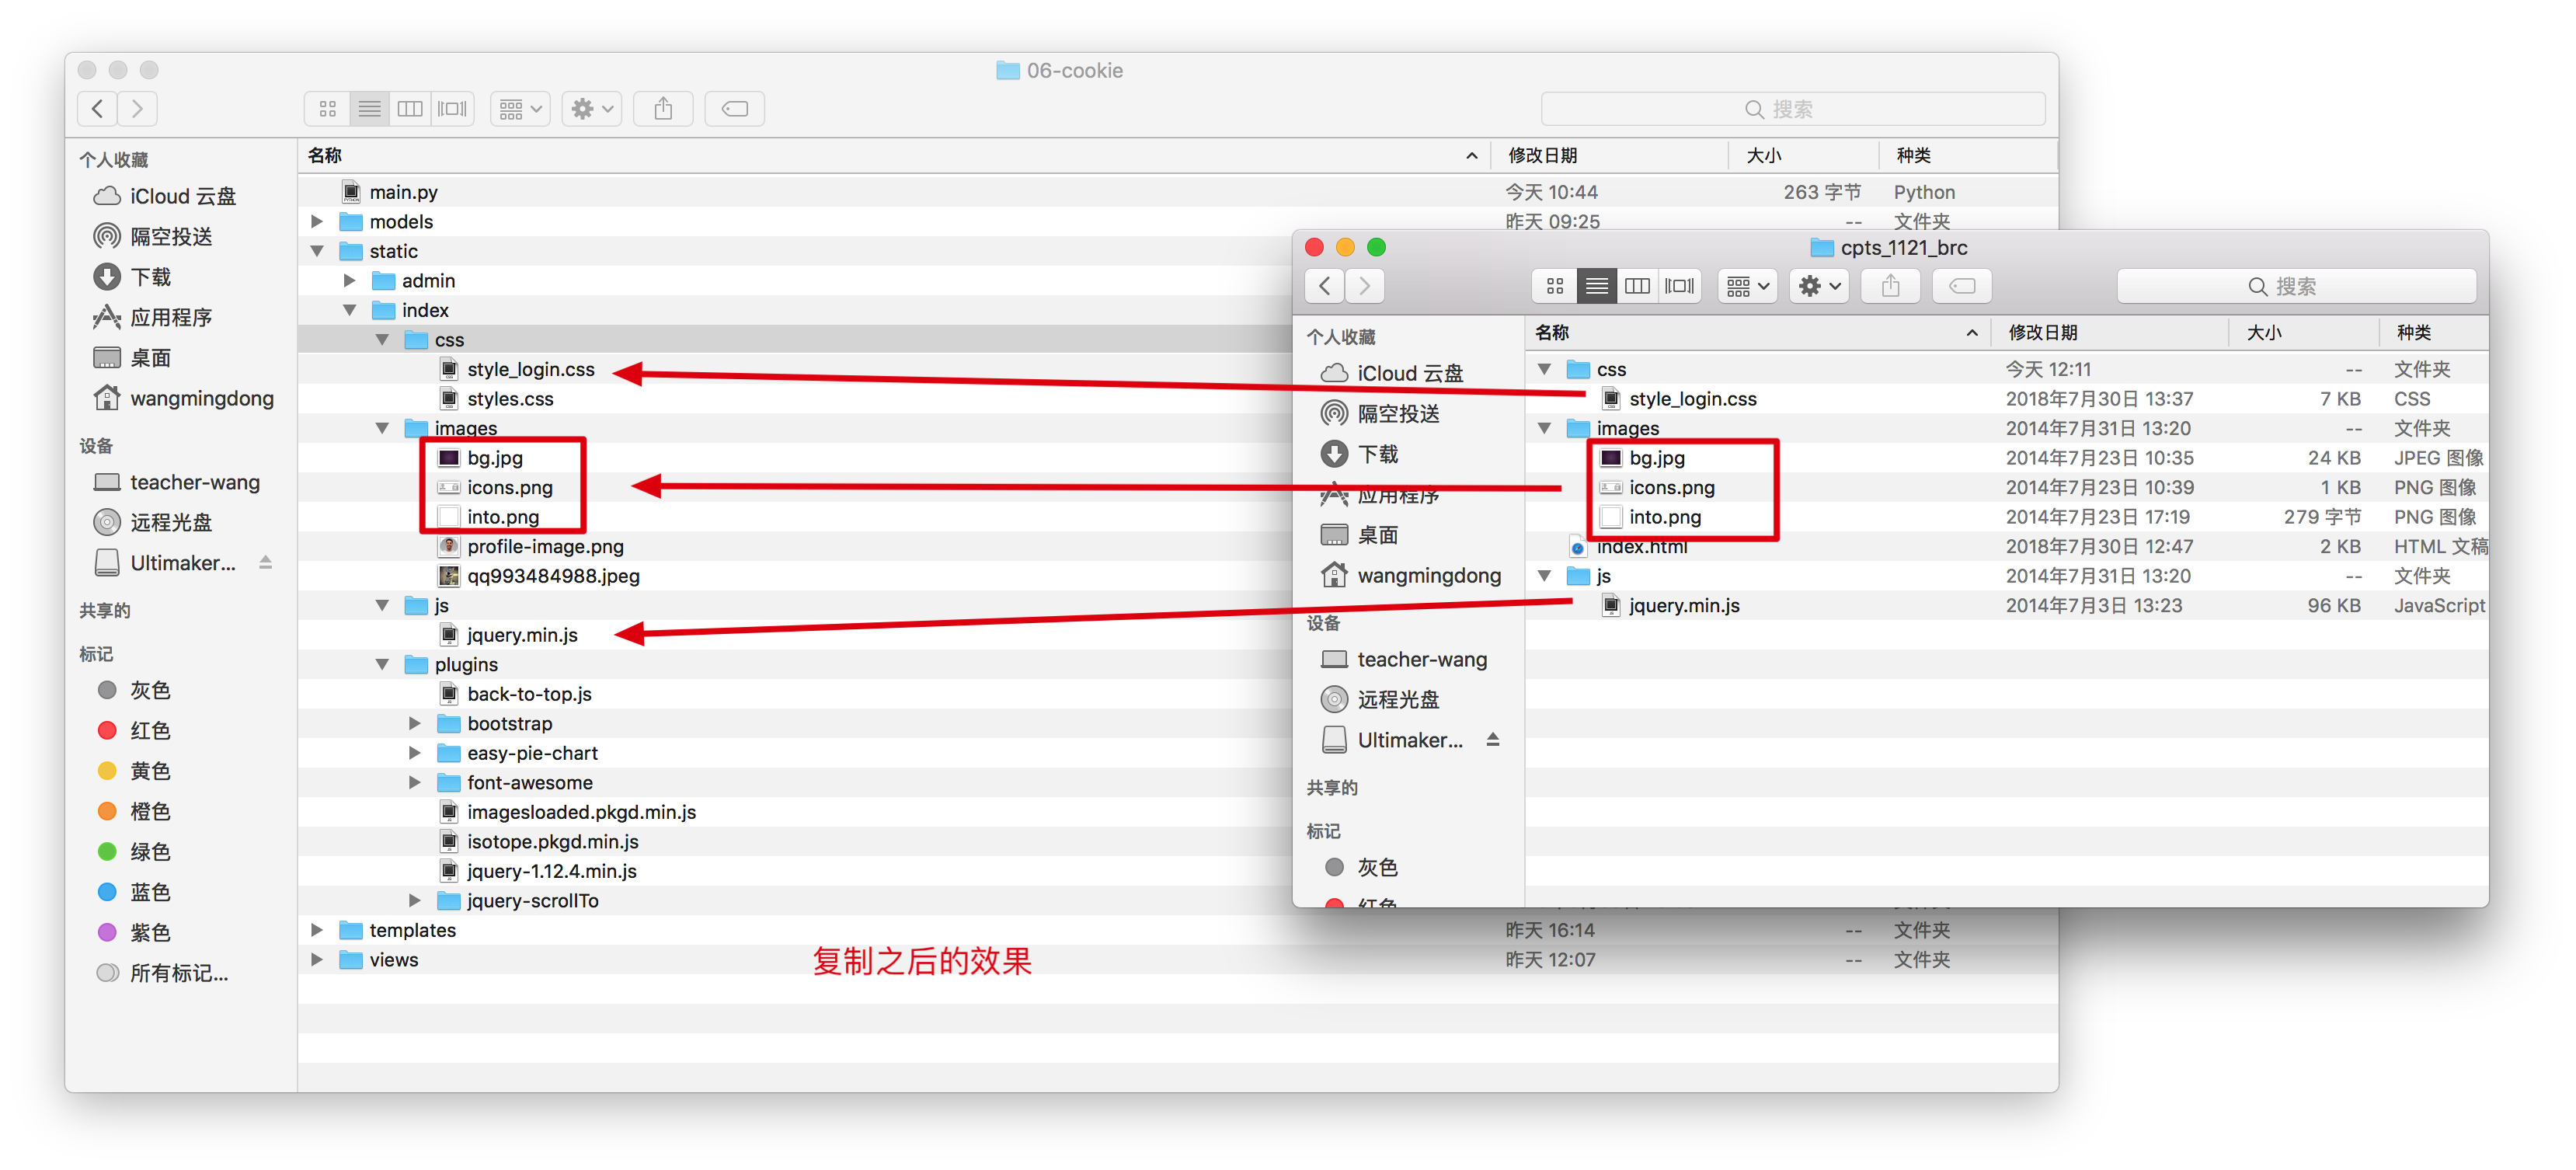 06-cookie
搜索
个人收藏
iCloud 云盘
隔空投送
下载
应用程序
桌面
wangmingdong
设备
teacher-wang
远程光盘
Ultimaker...
共享的
标记
灰色
红色
黄色
橙色
绿色
蓝色
紫色
所有标记...
名称 修改日期 大小 种类
main.py 今天 10:44 263 字节 Python
models 昨天 09:25 -- 文件夹
static
admin
index
css
style_login.css
styles.css
images
bg.jpg
icons.png
into.png
profile-image.png
qq993484988.jpeg
js
jquery.min.js
plugins
back-to-top.js
bootstrap
easy-pie-chart
font-awesome
imagesloaded.pkgd.min.js
isotope.pkgd.min.js
jquery-1.12.4.min.js
jquery-scrollTo
templates 昨天 16:14 -- 文件夹
views 昨天 12:07 -- 文件夹
复制之后的效果
cpts_1121_brc
搜索
个人收藏
iCloud 云盘
隔空投送
下载
应用程序
桌面
wangmingdong
设备
teacher-wang
远程光盘
Ultimaker...
共享的
标记
灰色
红色
名称 修改日期 大小 种类
css 今天 12:11 -- 文件夹
style_login.css 2018年7月30日 13:37 7 KB CSS
images 2014年7月31日 13:20 -- 文件夹
bg.jpg 2014年7月23日 10:35 24 KB JPEG 图像
icons.png 2014年7月23日 10:39 1 KB PNG 图像
into.png 2014年7月23日 17:19 279 字节 PNG 图像
index.html 2018年7月30日 12:47 2 KB HTML 文稿
js 2014年7月31日 13:20 -- 文件夹
jquery.min.js 2014年7月3日 13:23 96 KB JavaScript